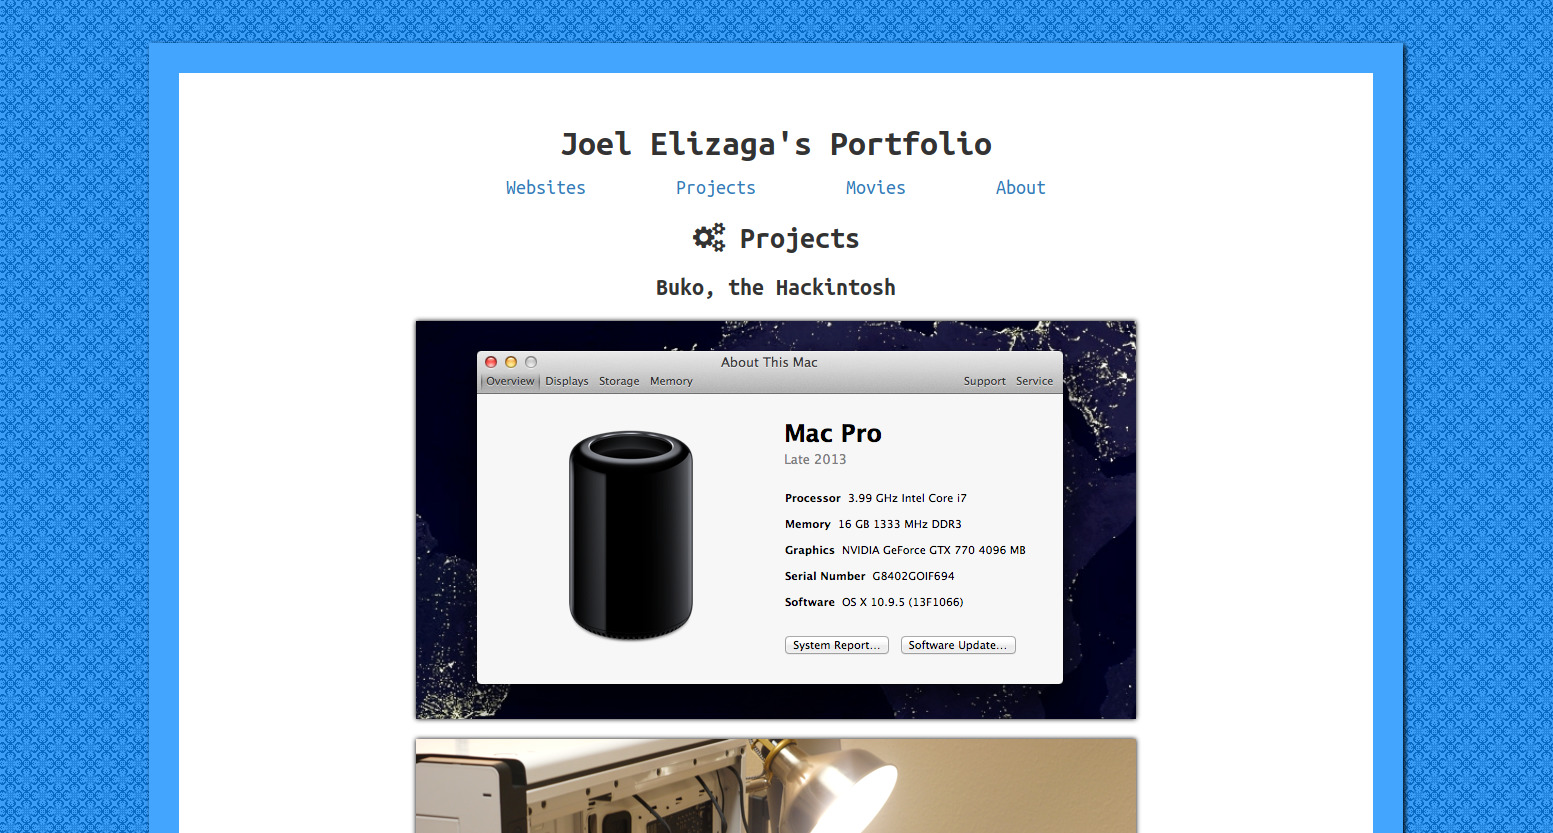 Joel Elizaga's Portfolio
Websites Projects Movies About
Projects
Buko, the Hackintosh
About This Mac
Overview Displays Storage Memory Support Service
Mac Pro
Late 2013
Processor 3.99 GHz Intel Core i7
Memory 16 GB 1333 MHz DDR3
Graphics NVIDIA GeForce GTX 770 4096 MB
Serial Number G8402GOIF694
Software OS X 10.9.5 (13F1066)
System Report... Software Update...